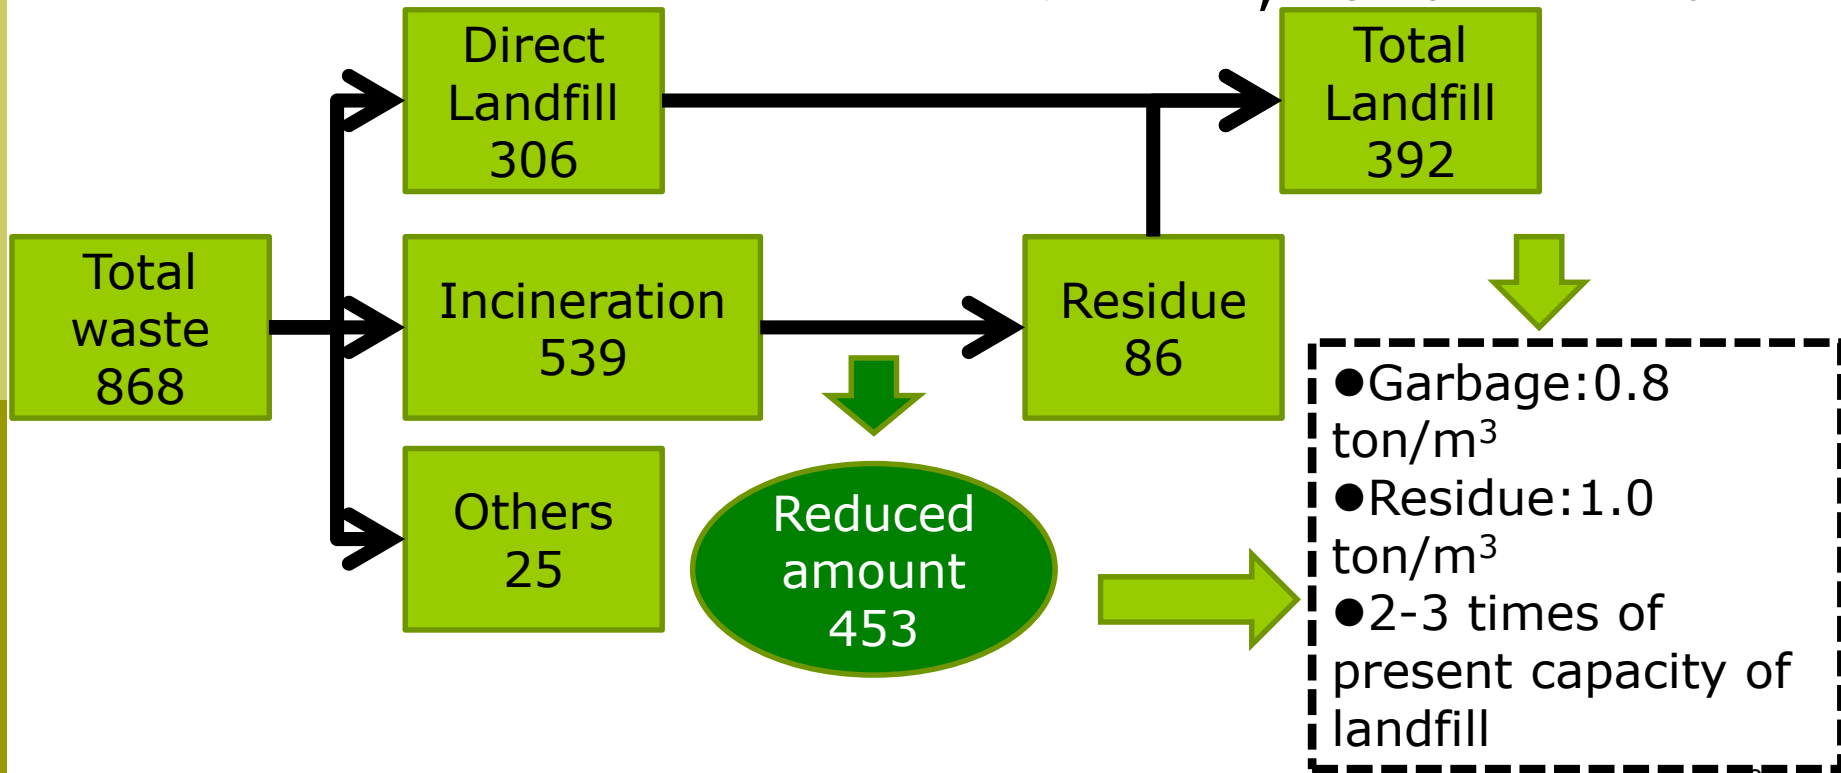 Direct
Landfill
306
Total
Landfill
392
Total
waste
868
Incineration
539
Residue
86
Others
25
Reduced
amount
453
●Garbage:0.8
ton/m³
●Residue:1.0
ton/m³
●2-3 times of
present capacity of
landfill